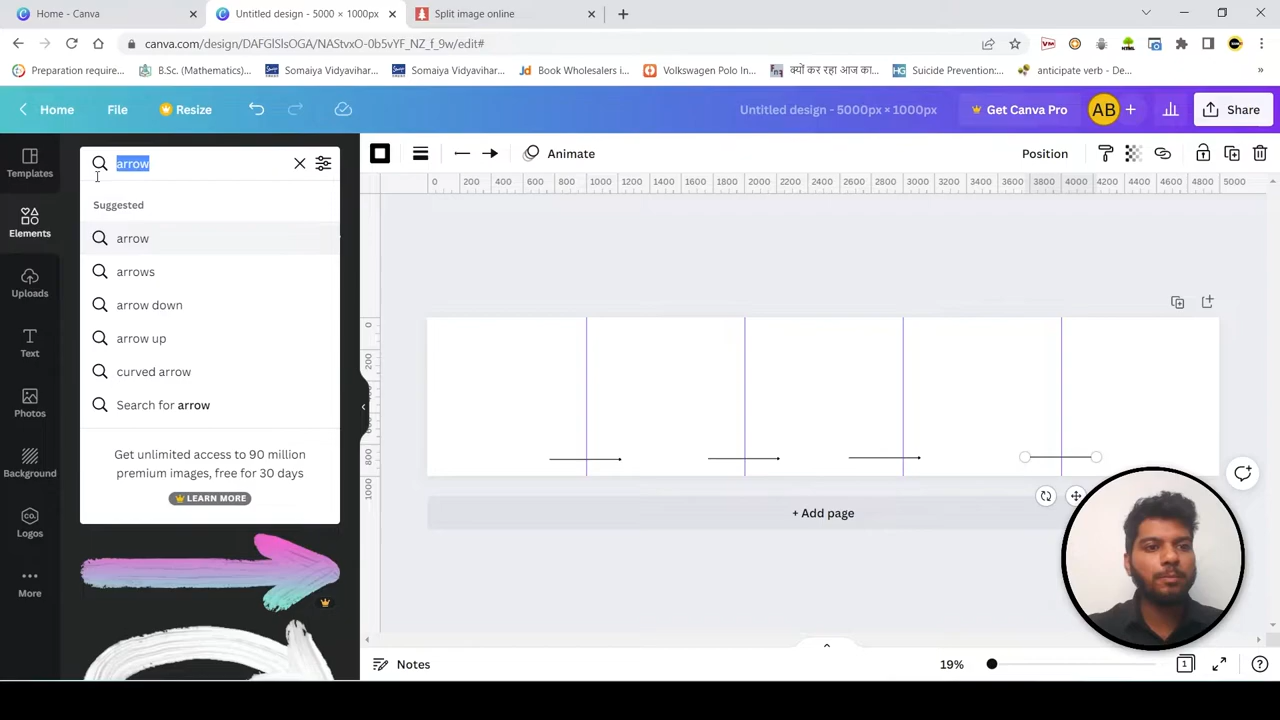 Home - Canva
Untitled design - 5000 × 1000px
Split image online
canva.com/design/DAFGlSlsOGA/NAStvxO-0b5vYF_NZ_f_9w/edit#
Preparation require...
B.Sc. (Mathematics)...
Somaiya Vidyavihar...
Somaiya Vidyavihar...
Book Wholesalers i...
Volkswagen Polo In...
क्यों कर रहा आज का...
Suicide Prevention:...
anticipate verb - De...
Home
File
Resize
Untitled design - 5000px × 1000px
Get Canva Pro
AB
Share
Templates
Elements
Uploads
Text
Photos
Background
Logos
More
arrow
Suggested
arrow
arrows
arrow down
arrow up
curved arrow
Search for arrow
Get unlimited access to 90 million
premium images, free for 30 days
LEARN MORE
Animate
Position
0 200 400 600 800 1000 1200 1400 1600 1800 2000 2200 2400 2600 2800 3000 3200 3400 3600 3800 4000 4200 4400 4600 4800 5000
0
200
800
1000
+ Add page
Notes
19%
1